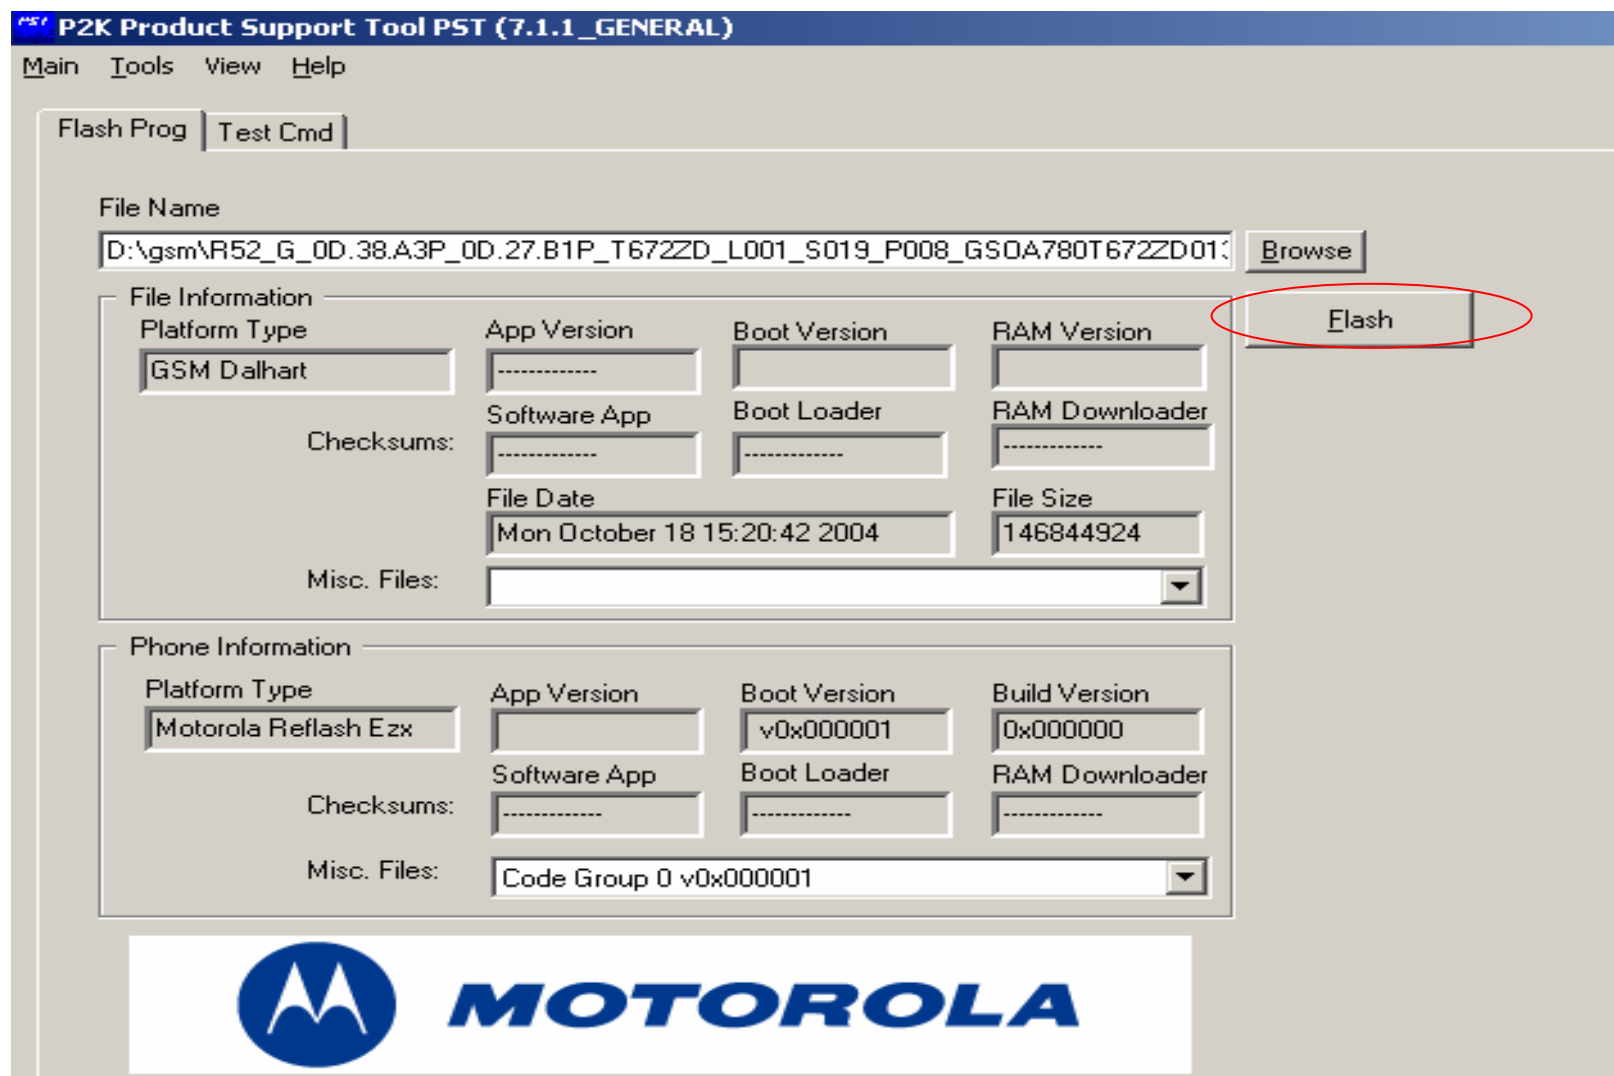 PST P2K Product Support Tool PST (7.1.1_GENERAL)
Main Tools View Help
Flash Prog Test Cmd
File Name
D:\gsm\R52_G_0D.38.A3P_0D.27.B1P_T672ZD_L001_S019_P008_GSOA780T672ZD013 Browse
File Information
Flash
Platform Type App Version Boot Version RAM Version
GSM Dalhart -------------
Software App Boot Loader RAM Downloader
Checksums: ------------- ------------- -------------
File Date File Size
Mon October 18 15:20:42 2004 146844924
Misc. Files:
Phone Information
Platform Type App Version Boot Version Build Version
Motorola Reflash Ezx v0x000001 0x000000
Software App Boot Loader RAM Downloader
Checksums: ------------- ------------- -------------
Misc. Files: Code Group 0 v0x000001
MOTOROLA